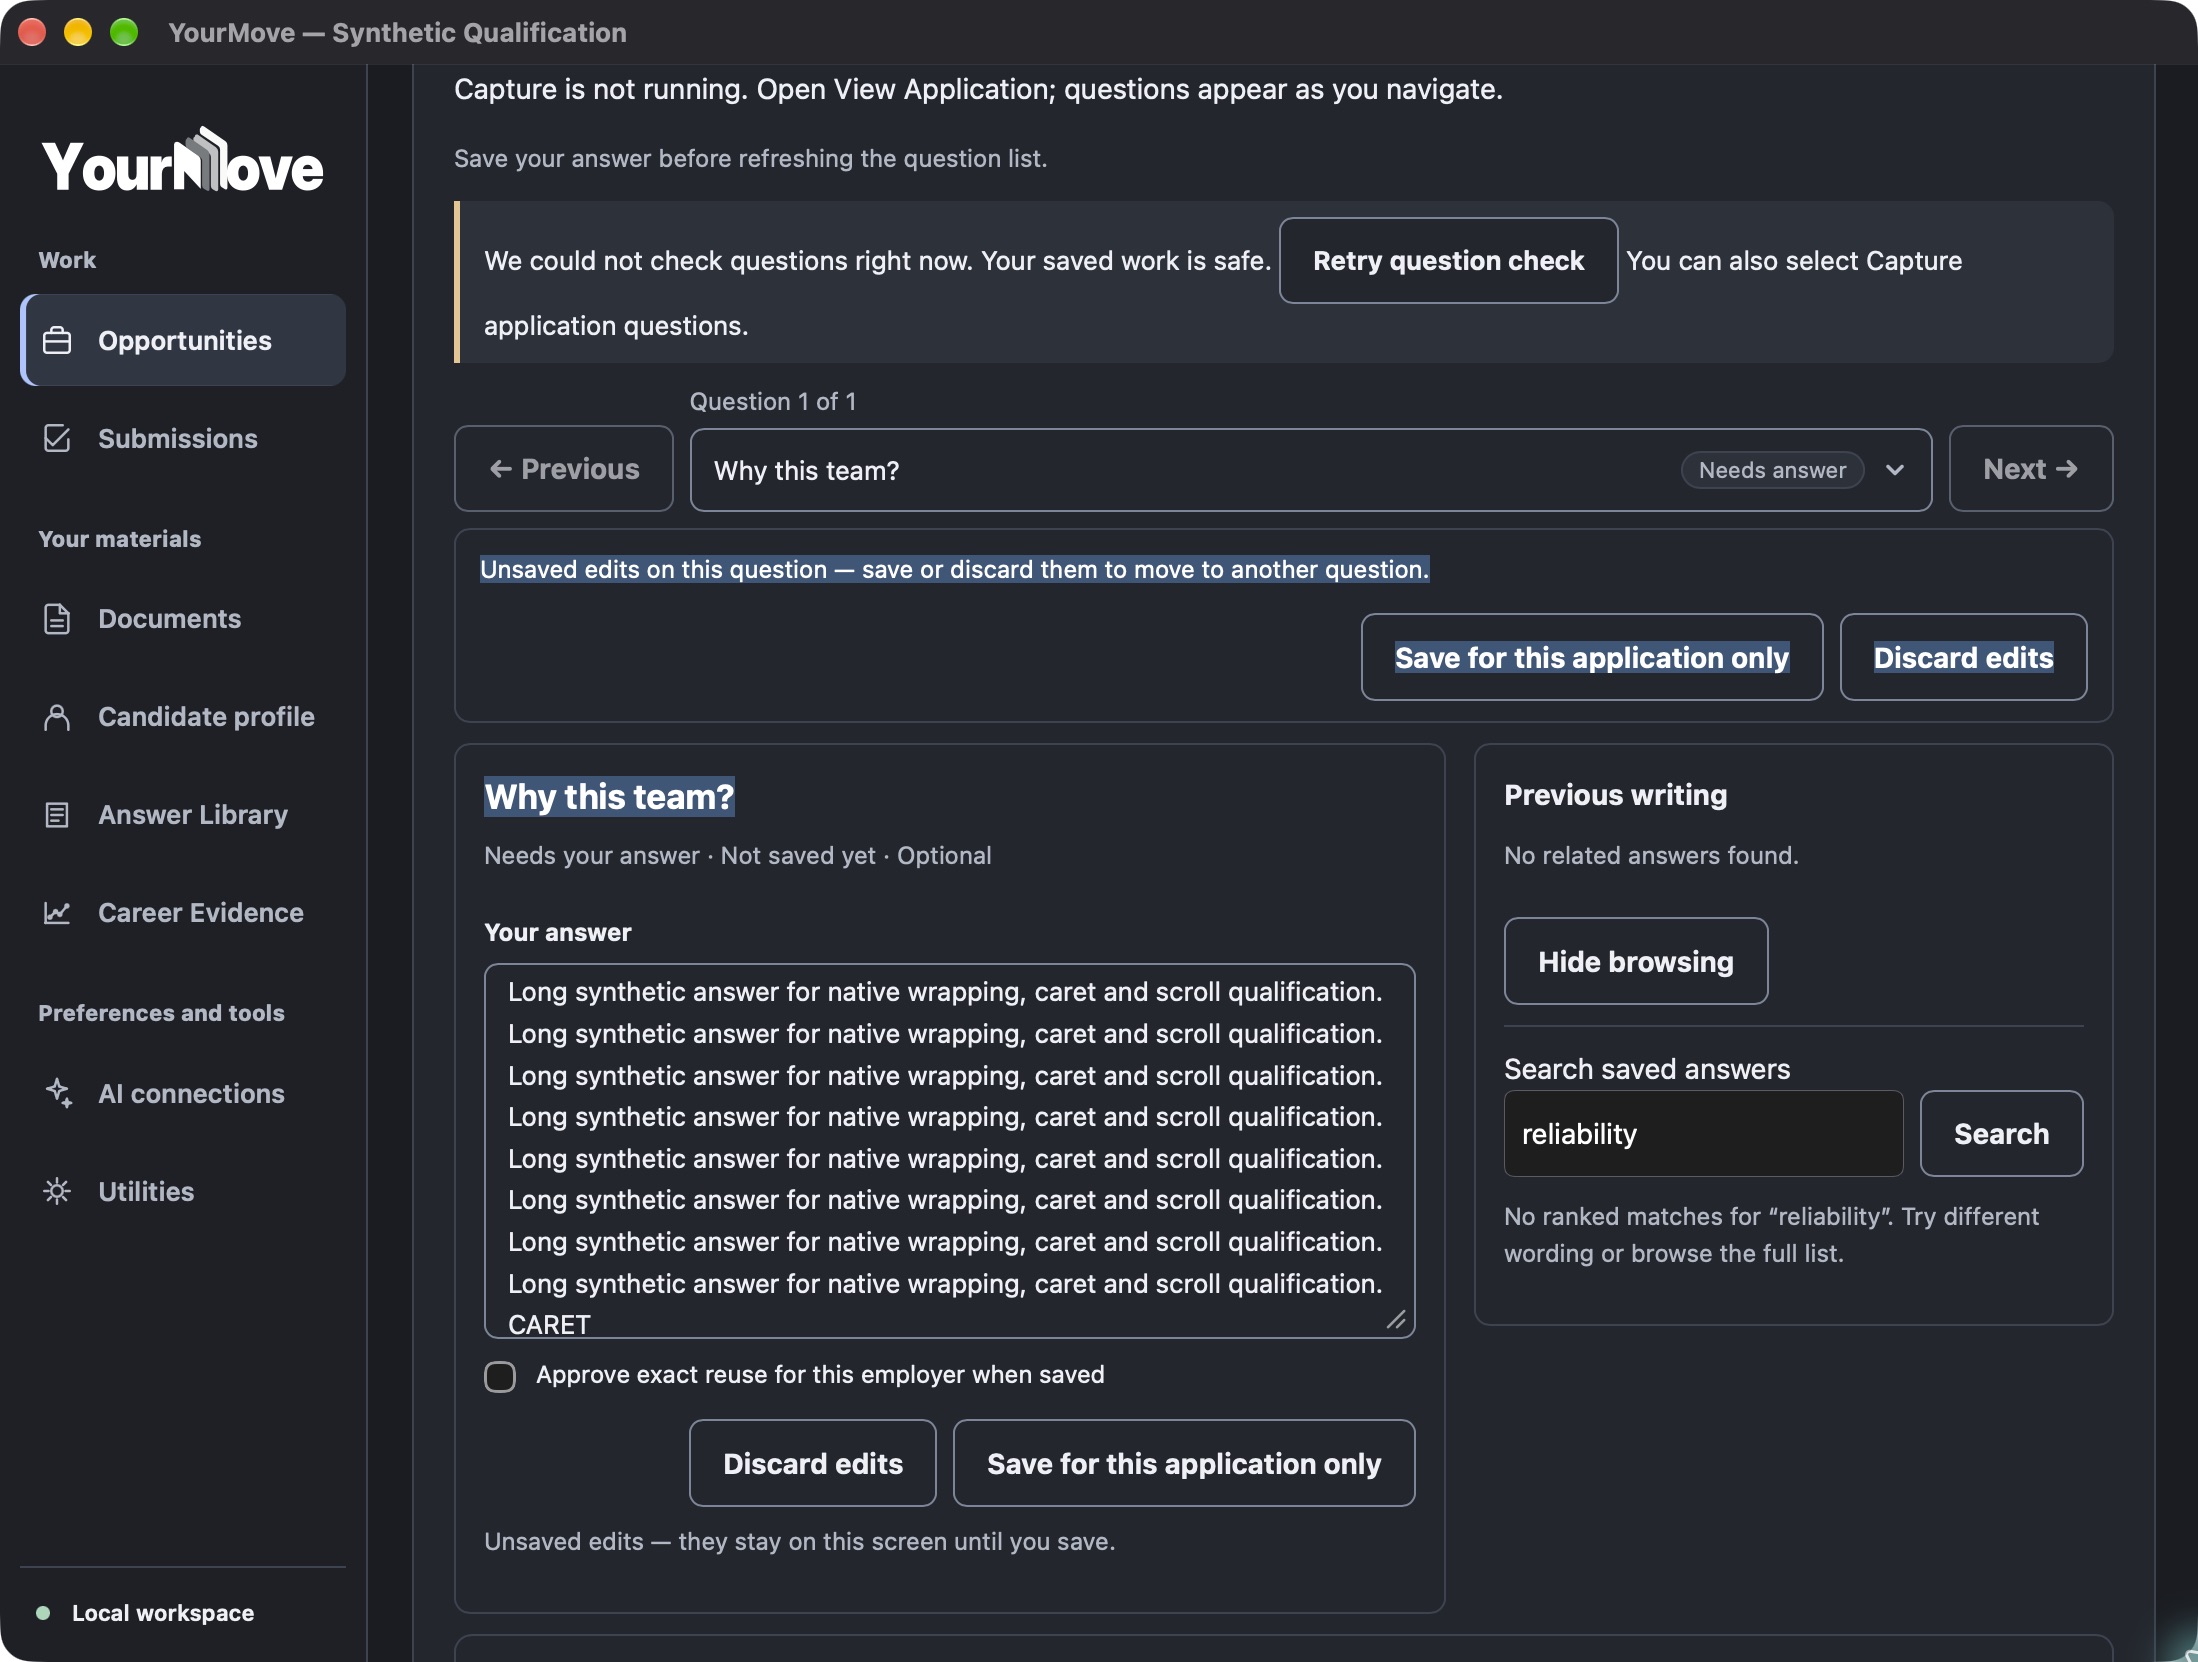 YourMove — Synthetic Qualification
YourMove
Work
Opportunities
Submissions
Your materials
Documents
Candidate profile
Answer Library
Career Evidence
Preferences and tools
AI connections
Utilities
Local workspace
Capture is not running. Open View Application; questions appear as you navigate.
Save your answer before refreshing the question list.
We could not check questions right now. Your saved work is safe. Retry question check You can also select Capture
application questions.
Question 1 of 1
← Previous
Why this team? Needs answer
Next →
Unsaved edits on this question — save or discard them to move to another question.
Save for this application only Discard edits
Why this team?
Needs your answer · Not saved yet · Optional
Your answer
Long synthetic answer for native wrapping, caret and scroll qualification.
Long synthetic answer for native wrapping, caret and scroll qualification.
Long synthetic answer for native wrapping, caret and scroll qualification.
Long synthetic answer for native wrapping, caret and scroll qualification.
Long synthetic answer for native wrapping, caret and scroll qualification.
Long synthetic answer for native wrapping, caret and scroll qualification.
Long synthetic answer for native wrapping, caret and scroll qualification.
Long synthetic answer for native wrapping, caret and scroll qualification.
CARET
Approve exact reuse for this employer when saved
Discard edits Save for this application only
Unsaved edits — they stay on this screen until you save.
Previous writing
No related answers found.
Hide browsing
Search saved answers
reliability Search
No ranked matches for “reliability”. Try different
wording or browse the full list.